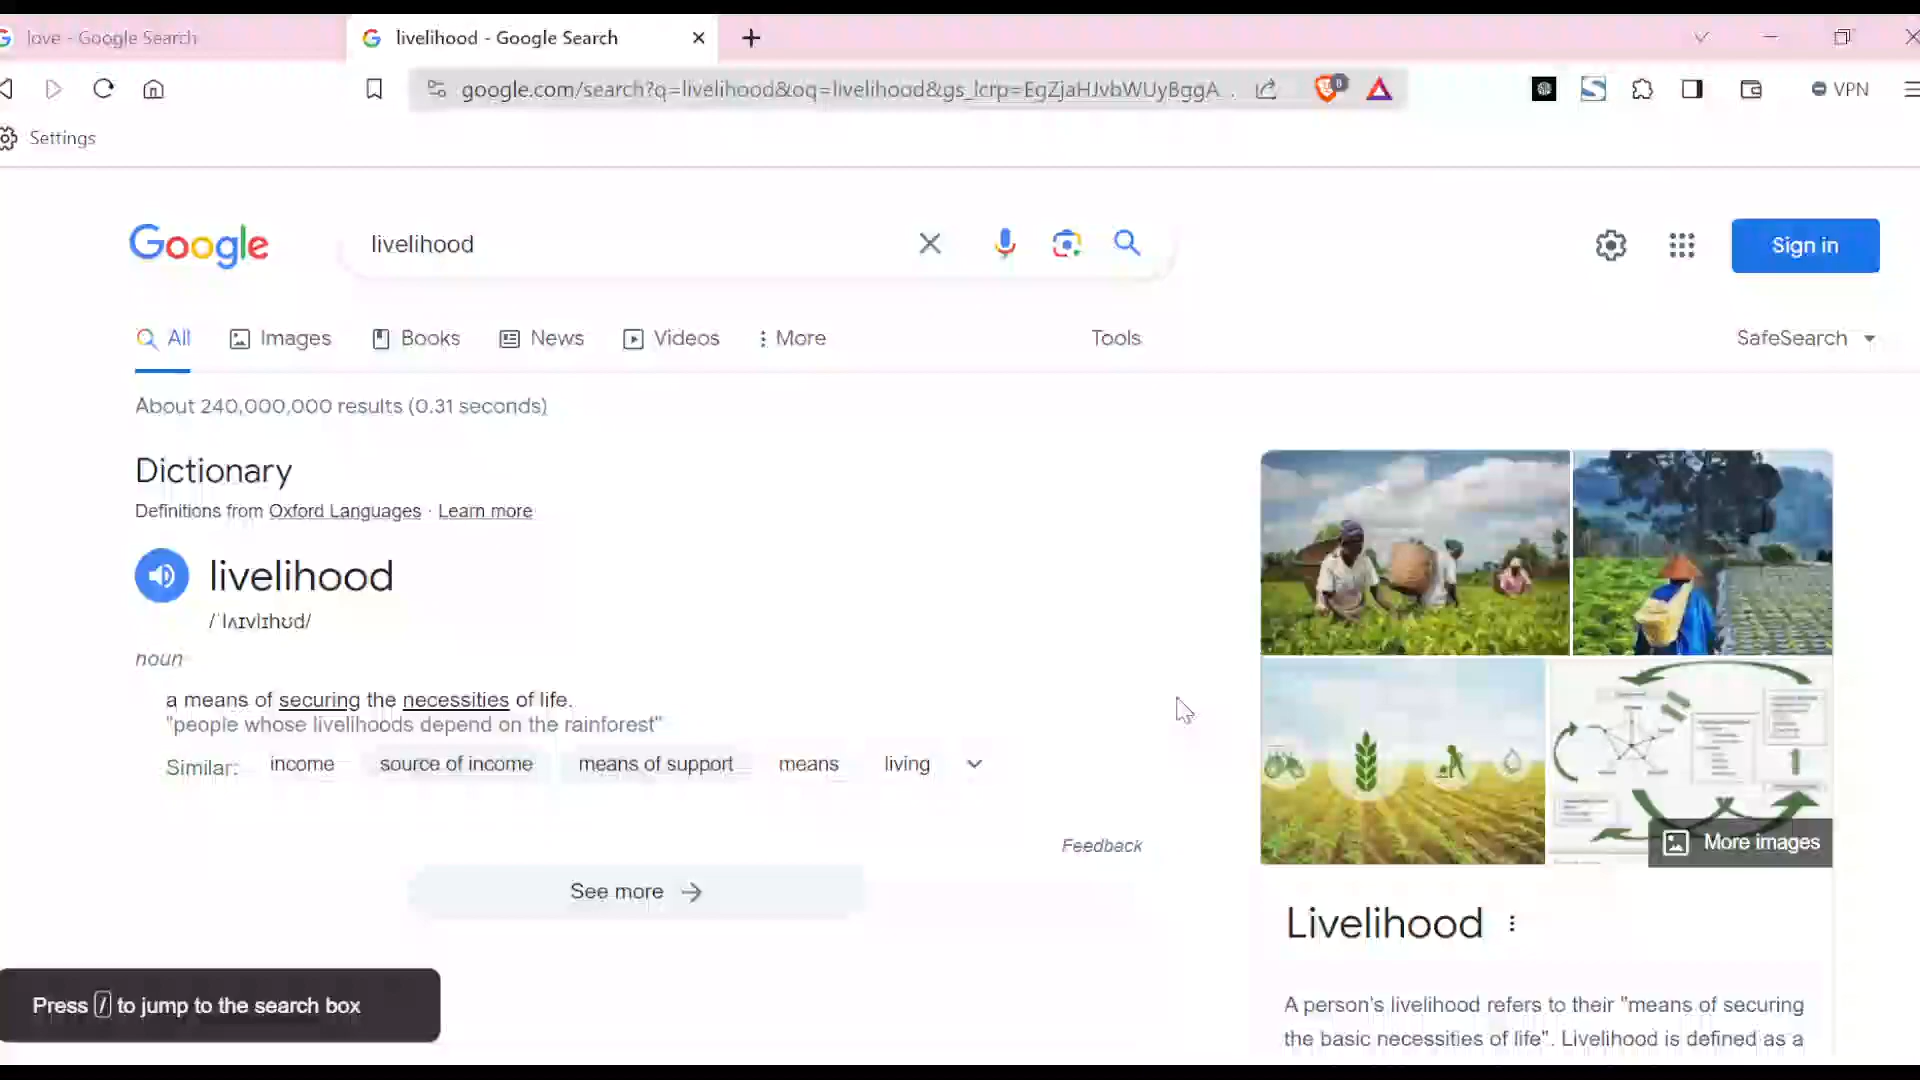 love - Google Search
livelihood - Google Search
google.com/search?q=livelihood&oq=livelihood&gs_lcrp=EgZjaHJvbWUyBggA
8
VPN
Settings
Google
livelihood
Sign in
All
Images
Books
News
Videos
More
Tools
SafeSearch
About 240,000,000 results (0.31 seconds)
Dictionary
Definitions from Oxford Languages · Learn more
livelihood
/ˈlʌɪvlɪhʊd/
noun
a means of securing the necessities of life.
"people whose livelihoods depend on the rainforest"
Similar: income source of income means of support means living
Feedback
See more
More images
Livelihood
A person's livelihood refers to their "means of securing
the basic necessities of life". Livelihood is defined as a
Press / to jump to the search box